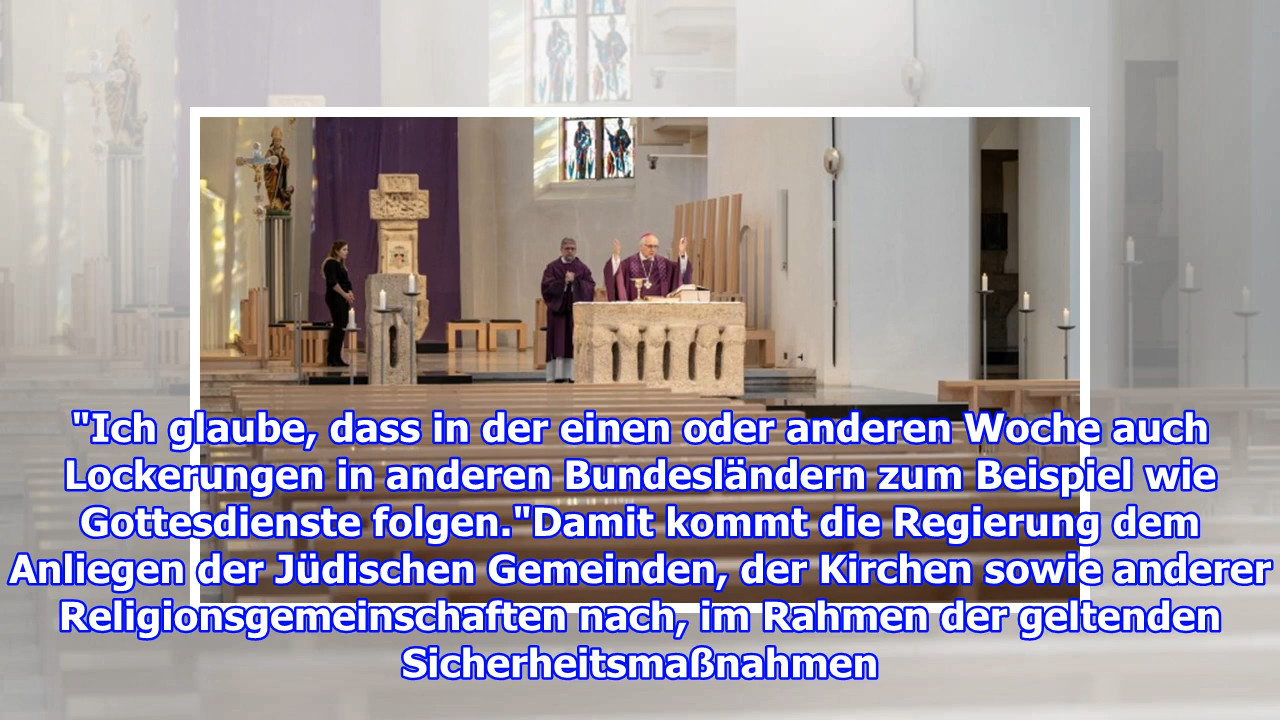 "Ich glaube, dass in der einen oder anderen Woche auch
Lockerungen in anderen Bundesländern zum Beispiel wie
Gottesdienste folgen."Damit kommt die Regierung dem
Anliegen der Jüdischen Gemeinden, der Kirchen sowie anderer
Religionsgemeinschaften nach, im Rahmen der geltenden
Sicherheitsmaßnahmen